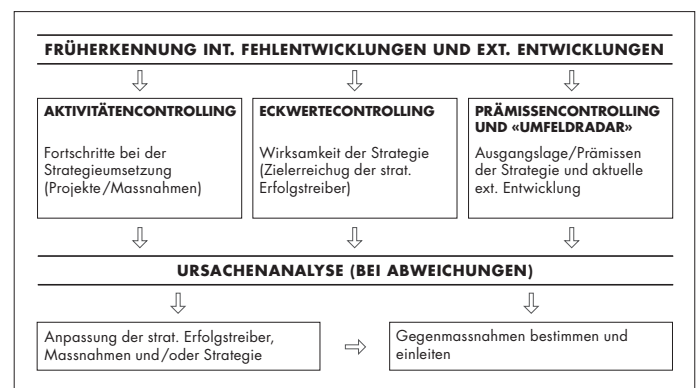 FRÜHERKENNUNG INT. FEHLENTWICKLUNGEN UND EXT. ENTWICKLUNGEN
AKTIVITÄTENCONTROLLING
Fortschritte bei der
Strategieumsetzung
(Projekte/Massnahmen)
ECKWERTECONTROLLING
Wirksamkeit der Strategie
(Zielerreichug der strat.
Erfolgstreiber)
PRÄMISSENCONTROLLING
UND «UMFELDRADAR»
Ausgangslage/Prämissen
der Strategie und aktuelle
ext. Entwicklung
URSACHENANALYSE (BEI ABWEICHUNGEN)
Anpassung der strat. Erfolgstreiber,
Massnahmen und/oder Strategie
Gegenmassnahmen bestimmen und
einleiten